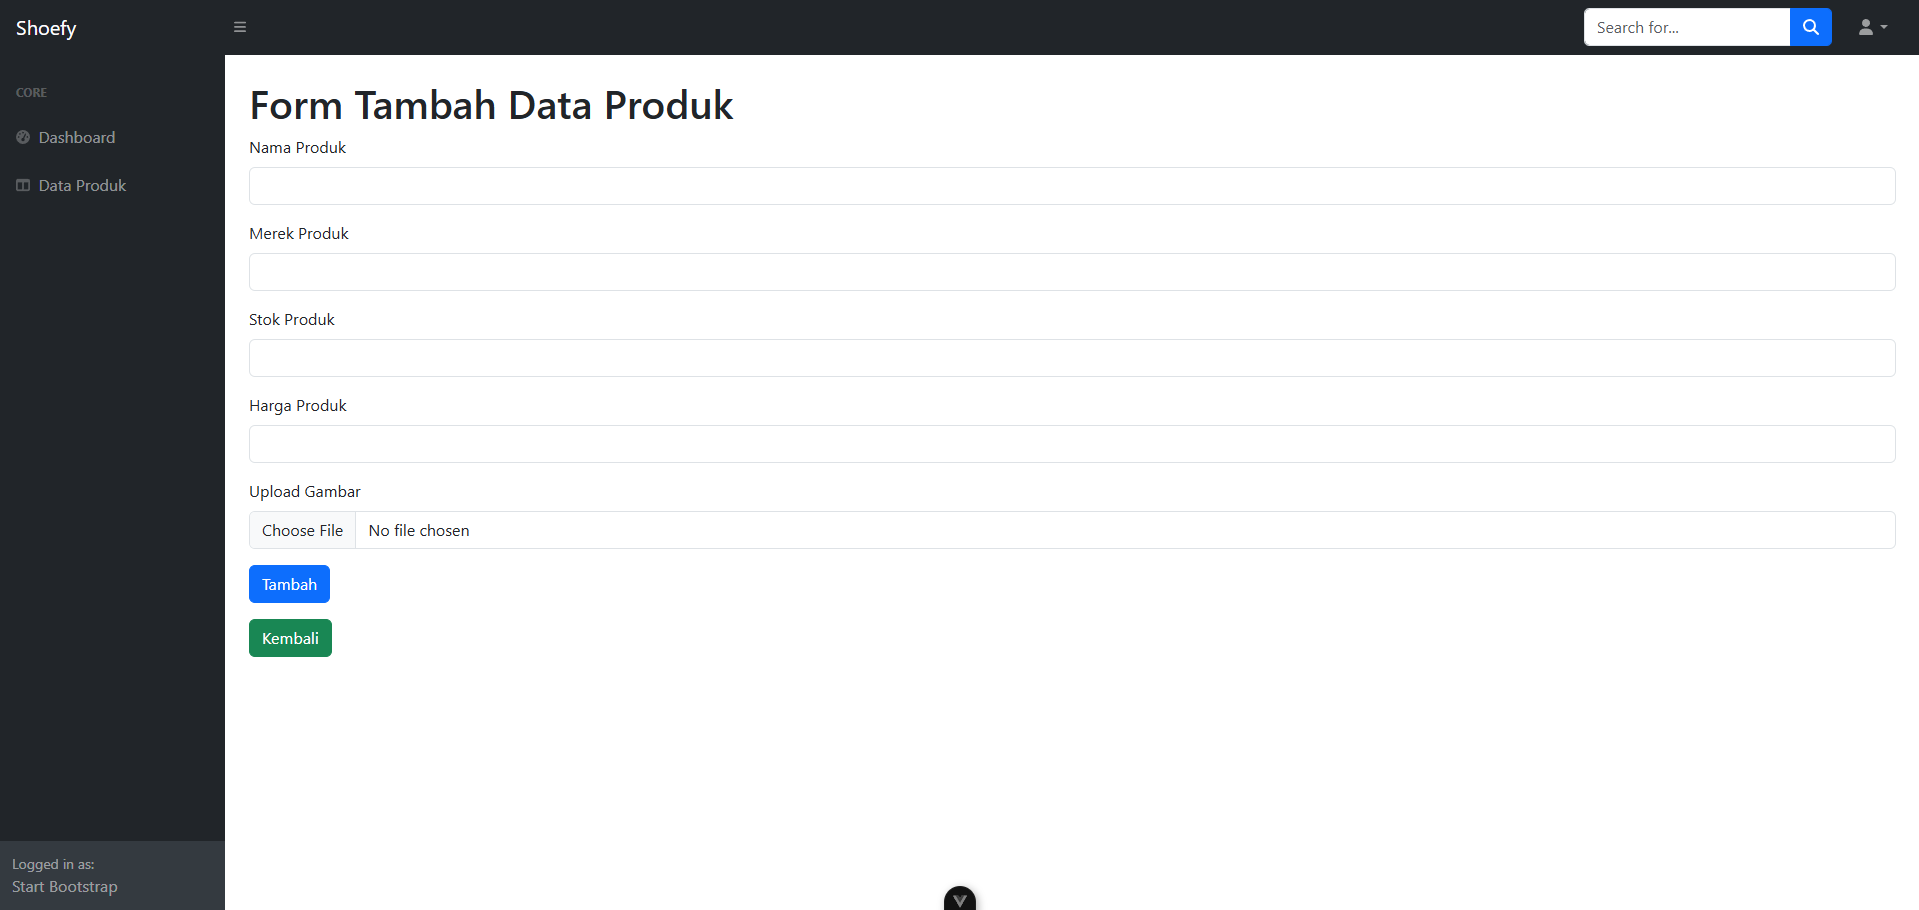 Shoefy
Search for...
CORE
Dashboard
Data Produk
Form Tambah Data Produk
Nama Produk
Merek Produk
Stok Produk
Harga Produk
Upload Gambar
Choose File No file chosen
Tambah
Kembali
Logged in as:
Start Bootstrap